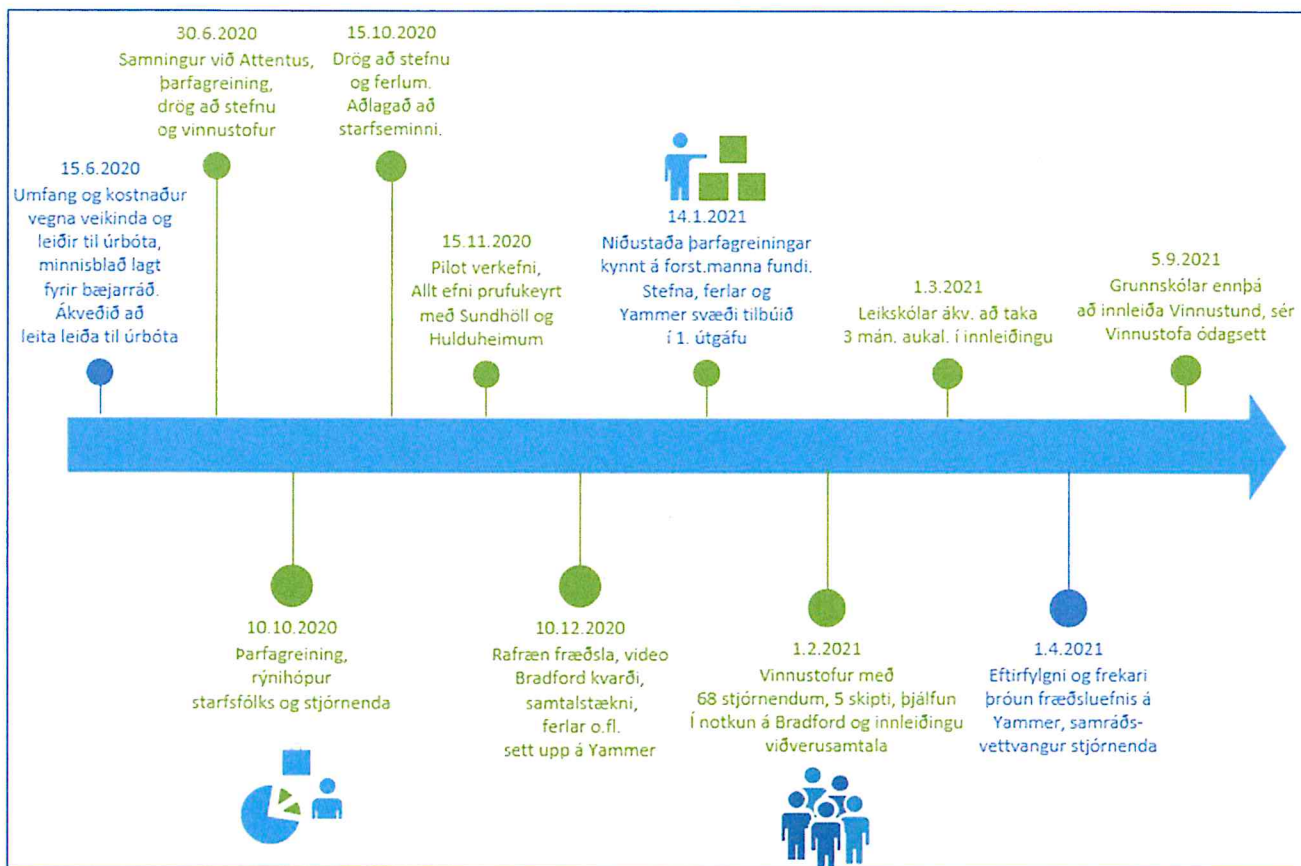 30.6.2020
Samningur við Attentus,
þarfagreining,
drög að stefnu
og vinnustofur
15.10.2020
Drög að stefnu
og ferlum.
Aðlagað að
starfseminni.
15.6.2020
Umfang og kostnaður
vegna veikinda og
leiðir til úrbóta,
minnisblað lagt
fyrir bæjarráð.
Ákveðið að
leita leiða til úrbóta
15.11.2020
Pilot verkefni,
Allt efni prufukeyrt
með Sundhöll og
Hulduheimum
14.1.2021
Niðustaða þarfagreiningar
kynnt á forst.manna fundi.
Stefna, ferlar og
Yammer svæði tilbúið
í 1. útgáfu
1.3.2021
Leikskólar ákv. að taka
3 mán. aukal. í innleiðingu
5.9.2021
Grunnskólar ennþá
að innleiða Vinnustund, sér
Vinnustofa ódagsett
10.10.2020
Þarfagreining,
rýnihópur
starfsfólks og stjórnenda
10.12.2020
Rafræn fræðsla, video
Bradford kvarði,
samtalstækni,
ferlar o.fl.
sett upp á Yammer
1.2.2021
Vinnustofur með
68 stjórnendum, 5 skipti, þjálfun
Í notkun á Bradford og innleiðingu
viðverusamtala
1.4.2021
Eftirfylgni og frekari
þróun fræðsluefnis á
Yammer, samráðs-
vettvangur stjórnenda